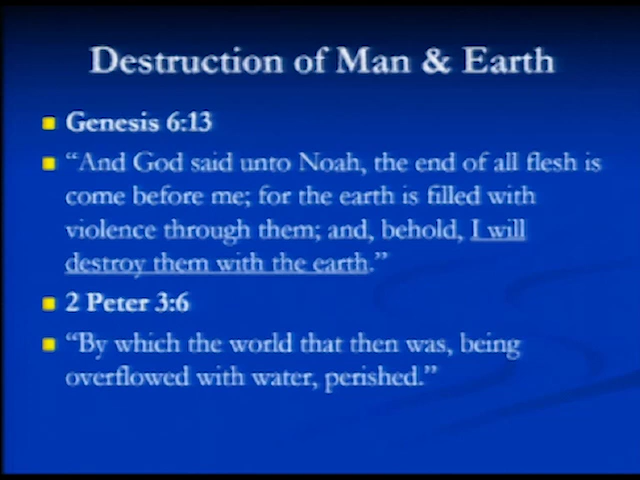 Destruction of Man & Earth
Genesis 6:13
“And God said unto Noah, the end of all flesh is
come before me; for the earth is filled with
violence through them; and, behold, I will
destroy them with the earth.”
2 Peter 3:6
“By which the world that then was, being
overflowed with water, perished.”